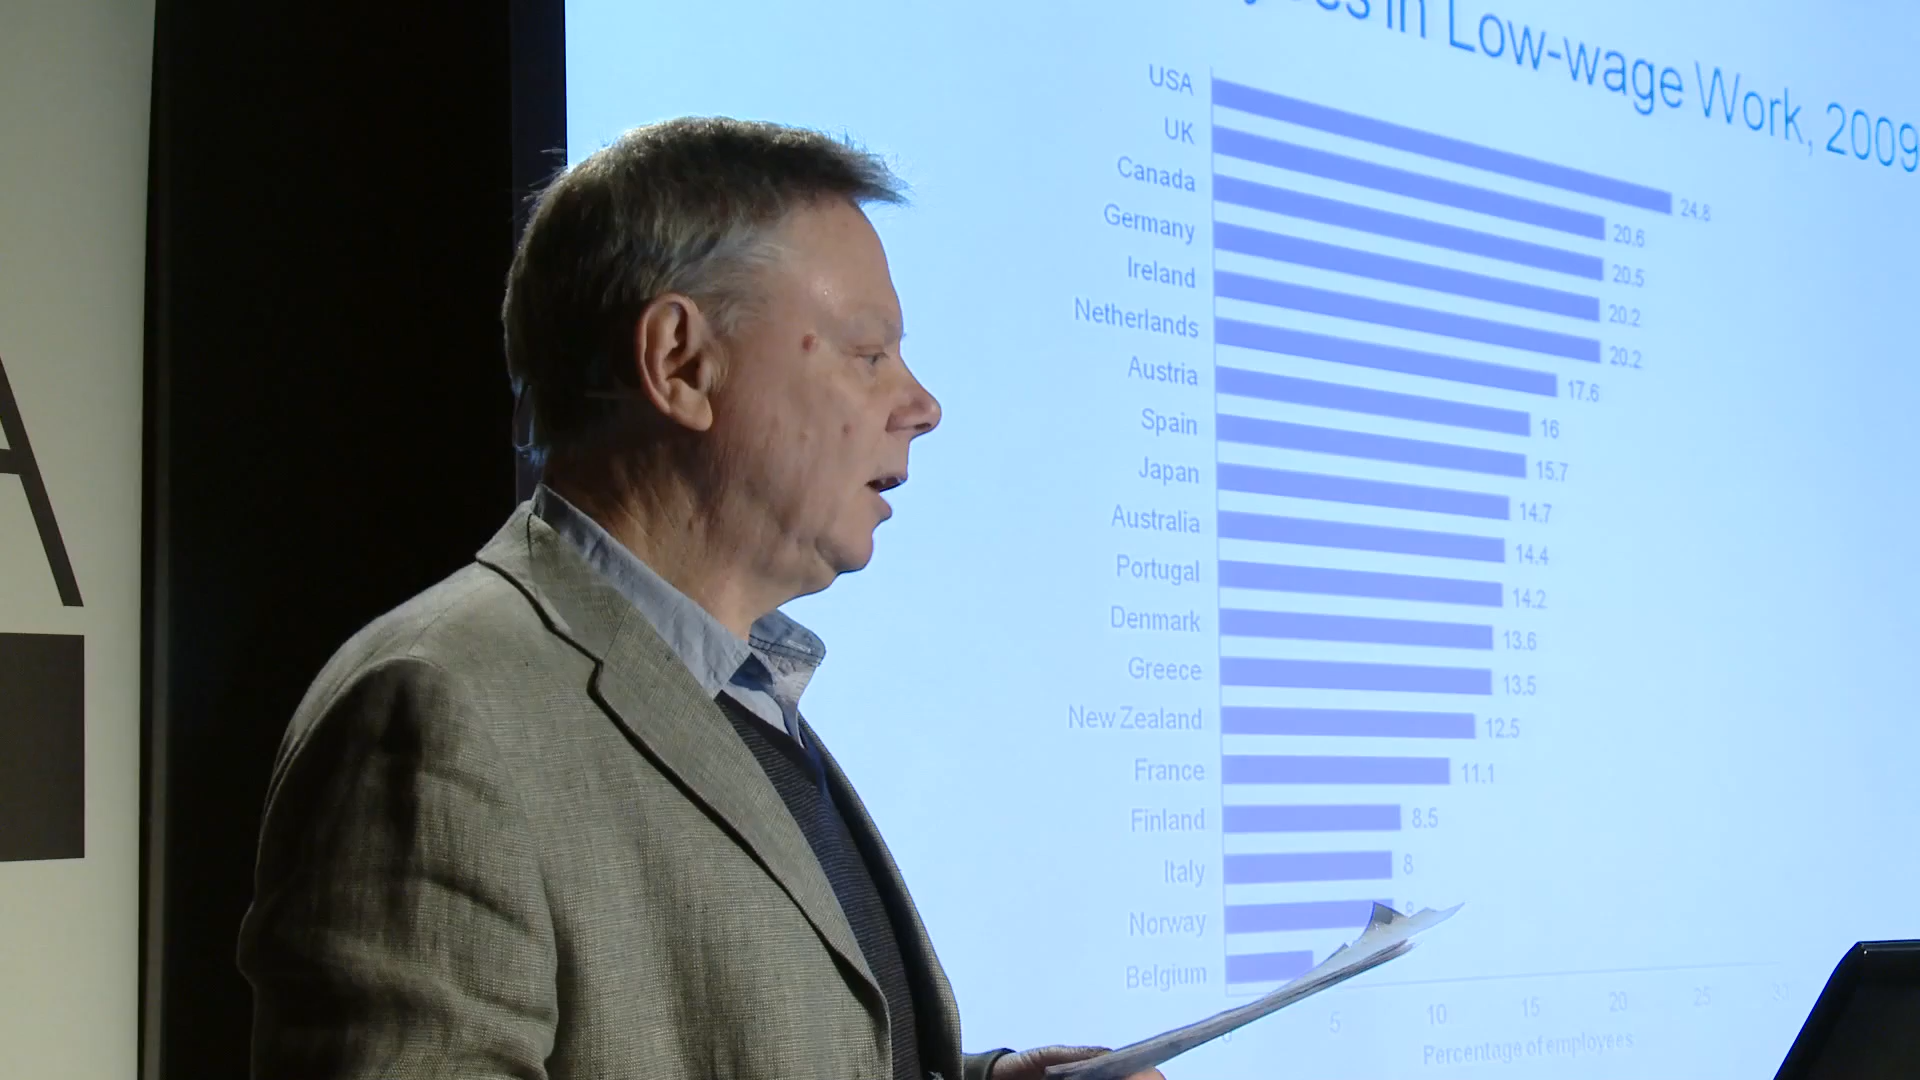 in Low-wage Work, 2009
USA 24.8
UK 20.6
Canada 20.5
Germany 20.2
Ireland 20.2
Netherlands 17.6
Austria 16
Spain 15.7
Japan 14.7
Australia 14.4
Portugal 14.2
Denmark 13.6
Greece 13.5
New Zealand 12.5
France 11.1
Finland 8.5
Italy 8
Norway 8
Belgium
0 5 10 15 20 25
Percentage of employees
A